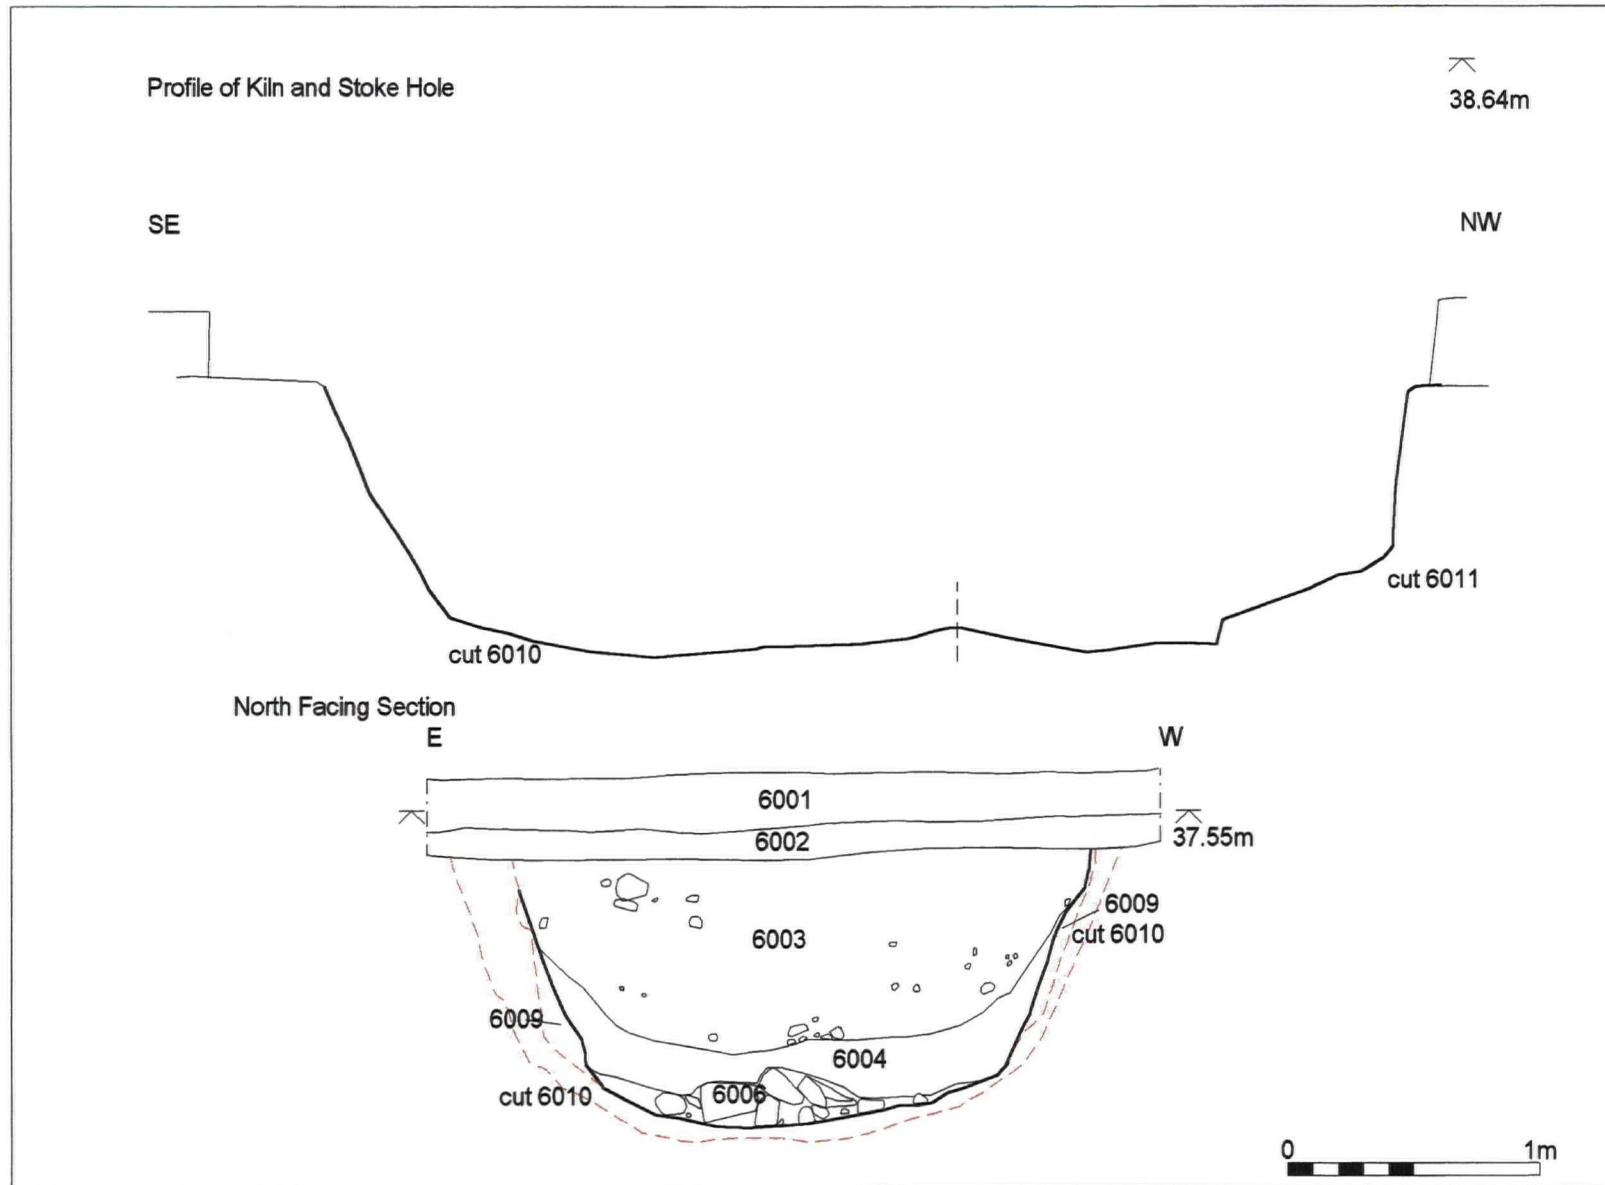 Profile of Kiln and Stoke Hole
38.64m
SE
NW
cut 6011
cut 6010
North Facing Section
E
W
6001
6002
37.55m
6009
6003
cut 6010
6009
6004
6006
cut 6010
0
1m